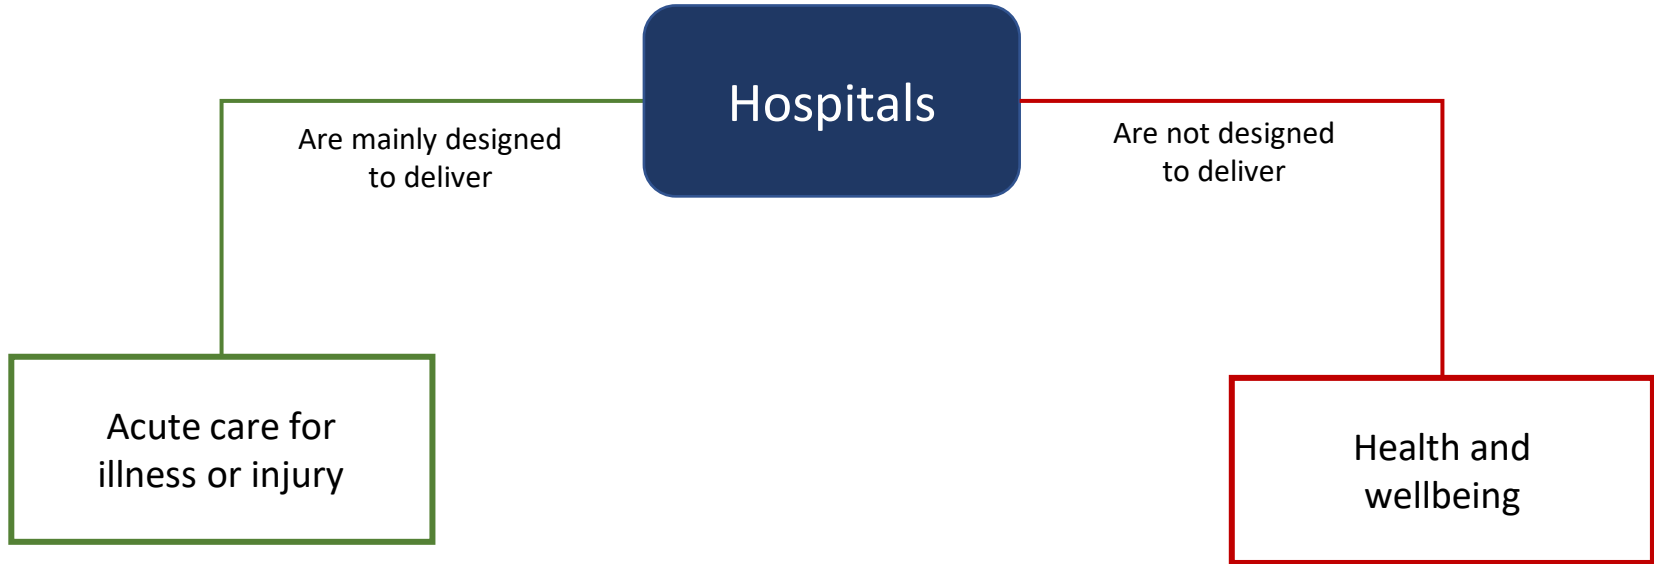 Hospitals
Are mainly designed
to deliver
Are not designed
to deliver
Acute care for
illness or injury
Health and
wellbeing